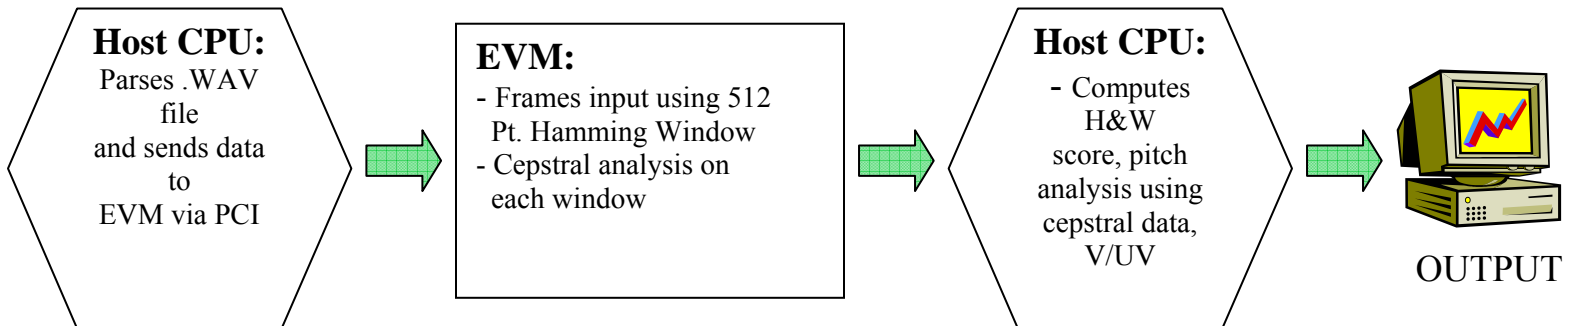 Host CPU:
Parses .WAV
file
and sends data
to
EVM via PCI
EVM:
- Frames input using 512
Pt. Hamming Window
- Cepstral analysis on
each window
Host CPU:
- Computes
H&W
score, pitch
analysis using
cepstral data,
V/UV
OUTPUT